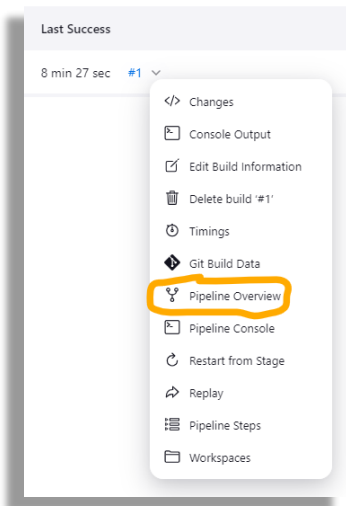 Last Success
8 min 27 sec #1
Changes
Console Output
Edit Build Information
Delete build '#1'
Timings
Git Build Data
Pipeline Overview
Pipeline Console
Restart from Stage
Replay
Pipeline Steps
Workspaces